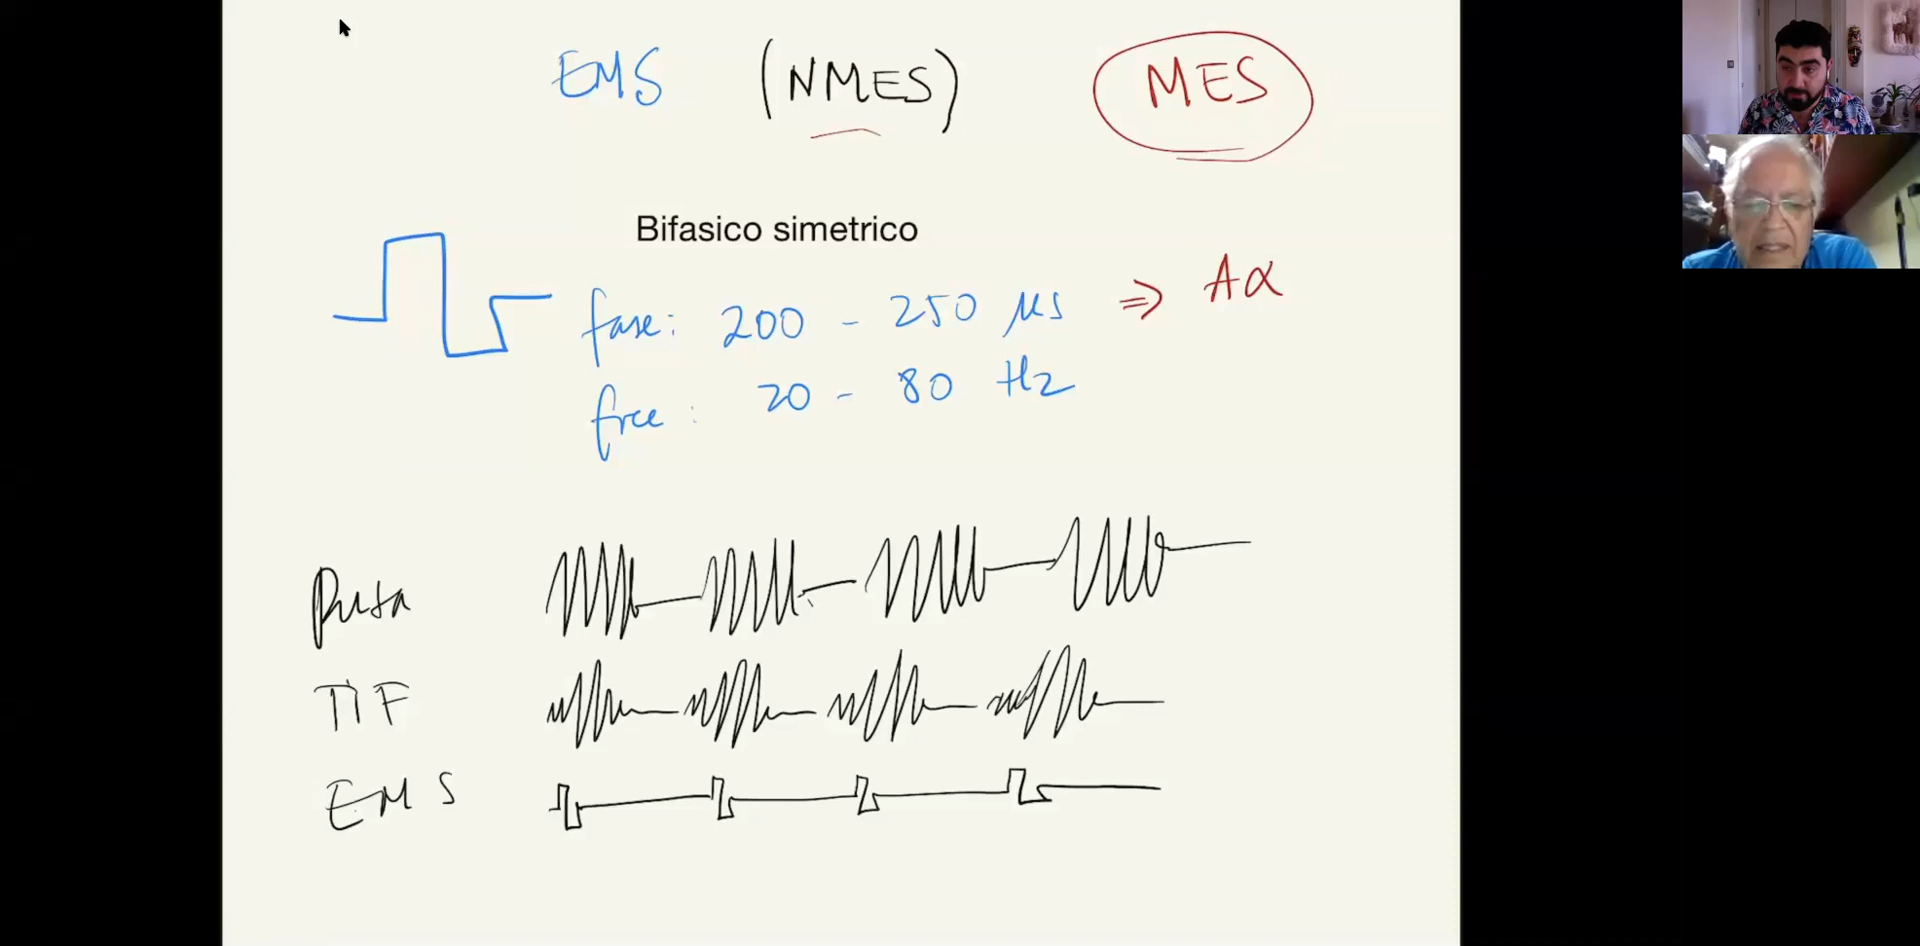 EMS (NMES) MES
Bifasico simetrico
fase: 200 - 250 µs ⇒ Aα
frec : 20 - 80 Hz
Rusa
TIF
EMS